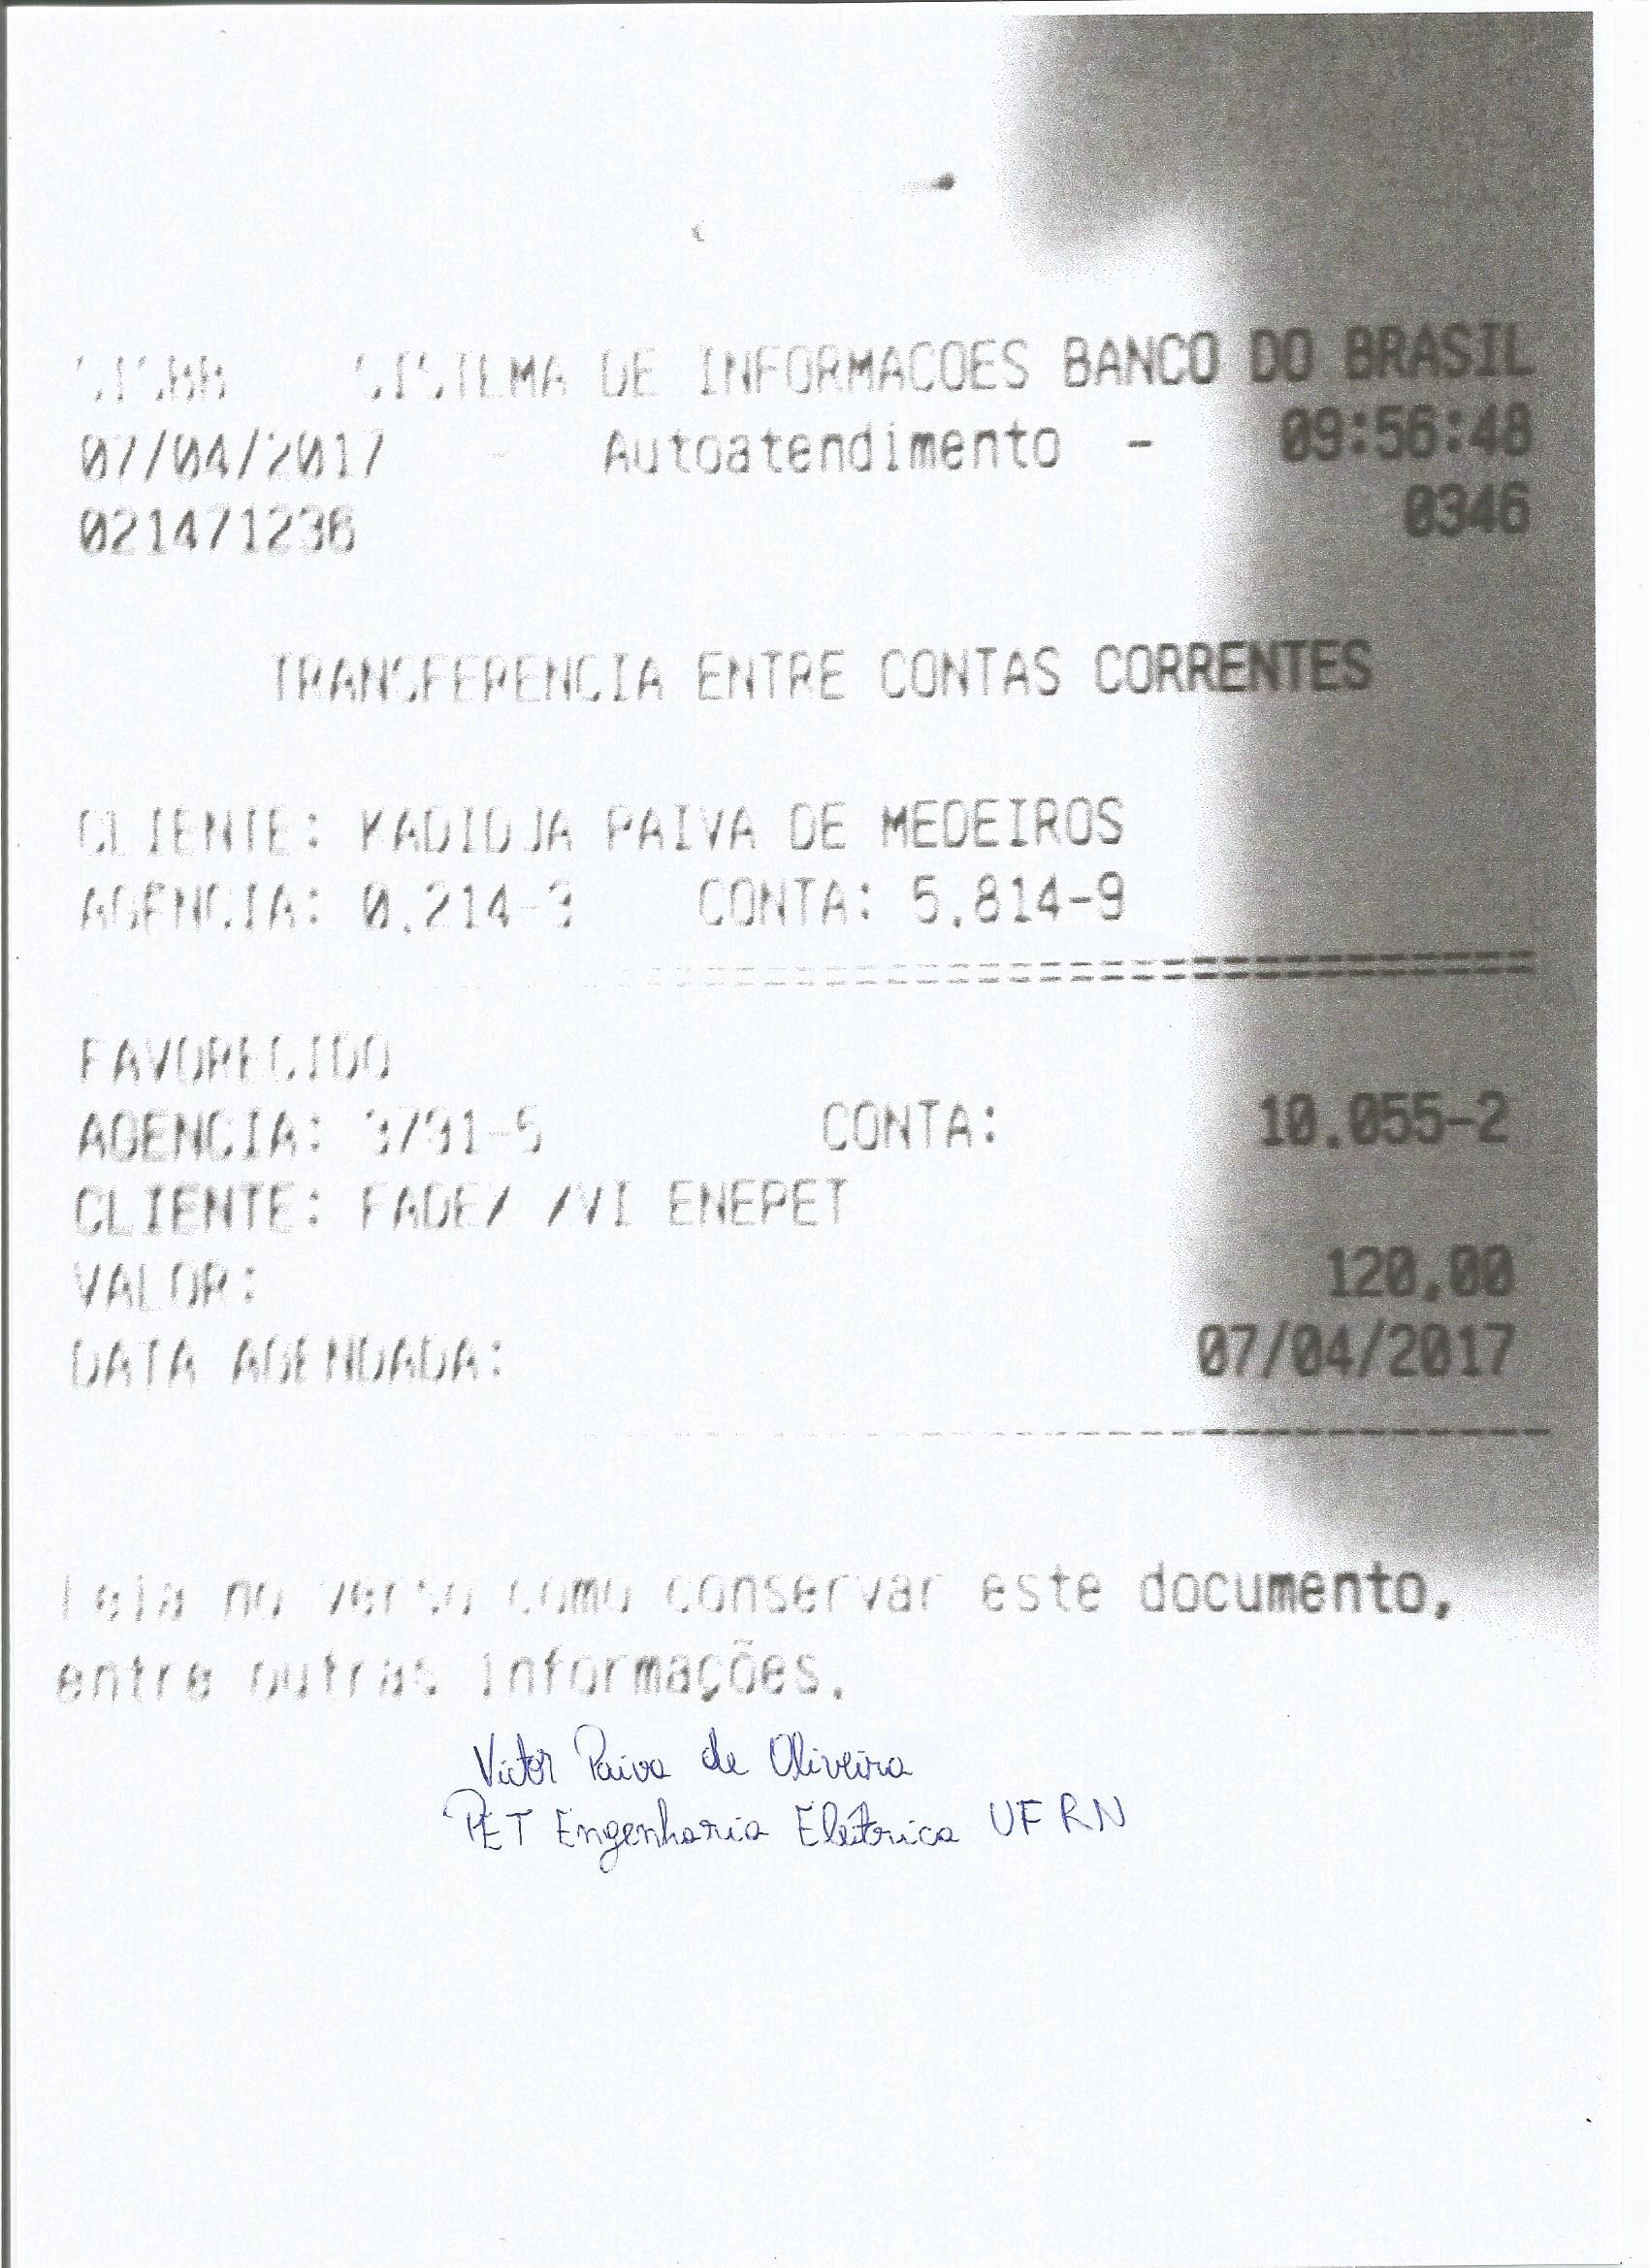 SISBB SISTEMA DE INFORMACOES BANCO DO BRASIL
07/04/2017 - Autoatendimento - 09:56:48
021471236 0346
TRANSFERENCIA ENTRE CONTAS CORRENTES
CLIENTE: KADIDJA PAIVA DE MEDEIROS
AGENCIA: 0.214-3 CONTA: 5.814-9
================================
FAVORECIDO
AGENCIA: 3791-5 CONTA: 10.055-2
CLIENTE: FADEX /VI ENEPET
VALOR: 120,00
DATA AGENDADA: 07/04/2017
--------------------------------
Leia no verso como conservar este documento,
entre outras informações.
Victor Paiva de Oliveira
PET Engenharia Elétrica UFRN